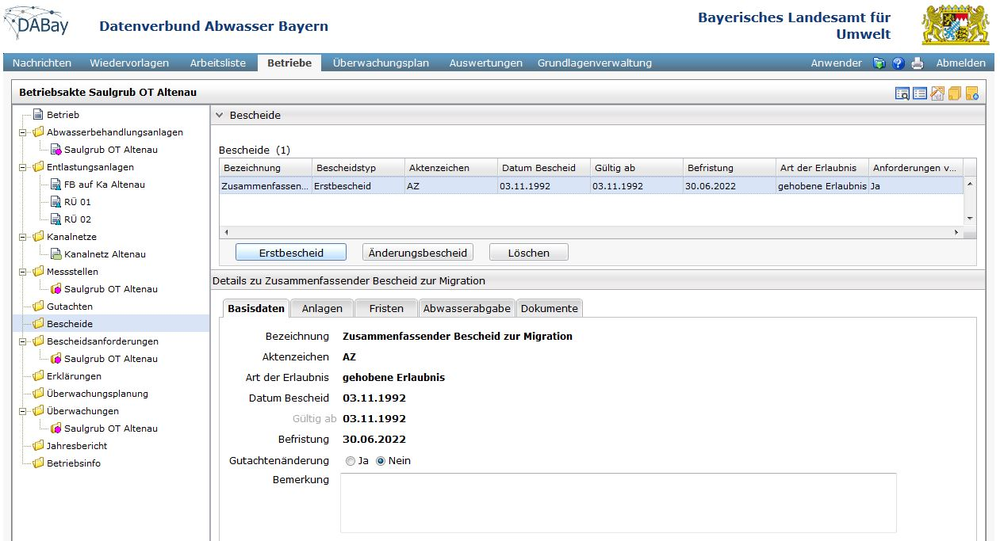 DABay
Datenverbund Abwasser Bayern
Bayerisches Landesamt für
Umwelt
Nachrichten Wiedervorlagen Arbeitsliste Betriebe Überwachungsplan Auswertungen Grundlagenverwaltung Anwender ? Abmelden
Betriebsakte Saulgrub OT Altenau
Betrieb
Abwasserbehandlungsanlagen
Saulgrub OT Altenau
Entlastungsanlagen
FB auf Ka Altenau
RÜ 01
RÜ 02
Kanalnetze
Kanalnetz Altenau
Messstellen
Saulgrub OT Altenau
Gutachten
Bescheide
Bescheidsanforderungen
Saulgrub OT Altenau
Erklärungen
Überwachungsplanung
Überwachungen
Saulgrub OT Altenau
Jahresbericht
Betriebsinfo
Bescheide
Bescheide (1)
Bezeichnung Bescheidstyp Aktenzeichen Datum Bescheid Gültig ab Befristung Art der Erlaubnis Anforderungen v...
Zusammenfassen... Erstbescheid AZ 03.11.1992 03.11.1992 30.06.2022 gehobene Erlaubnis Ja
Erstbescheid Änderungsbescheid Löschen
Details zu Zusammenfassender Bescheid zur Migration
Basisdaten Anlagen Fristen Abwasserabgabe Dokumente
Bezeichnung Zusammenfassender Bescheid zur Migration
Aktenzeichen AZ
Art der Erlaubnis gehobene Erlaubnis
Datum Bescheid 03.11.1992
Gültig ab 03.11.1992
Befristung 30.06.2022
Gutachtenänderung Ja Nein
Bemerkung